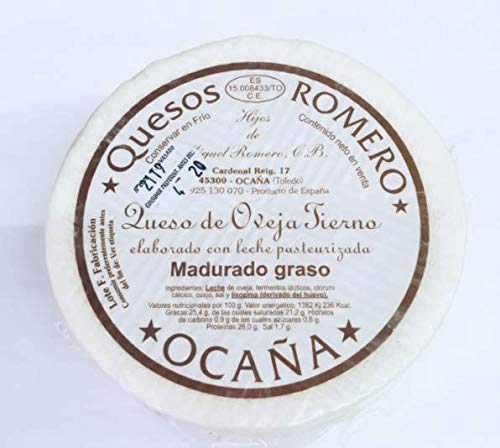 Quesos ROMERO
ES
15.008433/TO
C.E.
Conservar en Frío
Hijos
de
Miguel Romero, C.B.
Contenido neto en venta
Cardenal Reig, 17
45300 - OCAÑA (Toledo)
925 130 070 - Producto de España
2119
4 20
Queso de Oveja Tierno
elaborado con leche pasteurizada
Madurado graso
Lote F - Fabricación
Ingredientes: Leche de oveja, fermentos lácticos, cloruro
cálcico, cuajo, sal y lisozima (derivado del huevo).
Valores nutricionales por 100 g. Valor energético: 1382 Kj 236 Kcal.
Grasas 25,4 g, de las cuales saturadas 21,2 g. Hidratos
de carbono 0,9 g de los cuales azúcares 0,6 g.
Proteínas 26,0 g. Sal 1,7 g.
OCAÑA